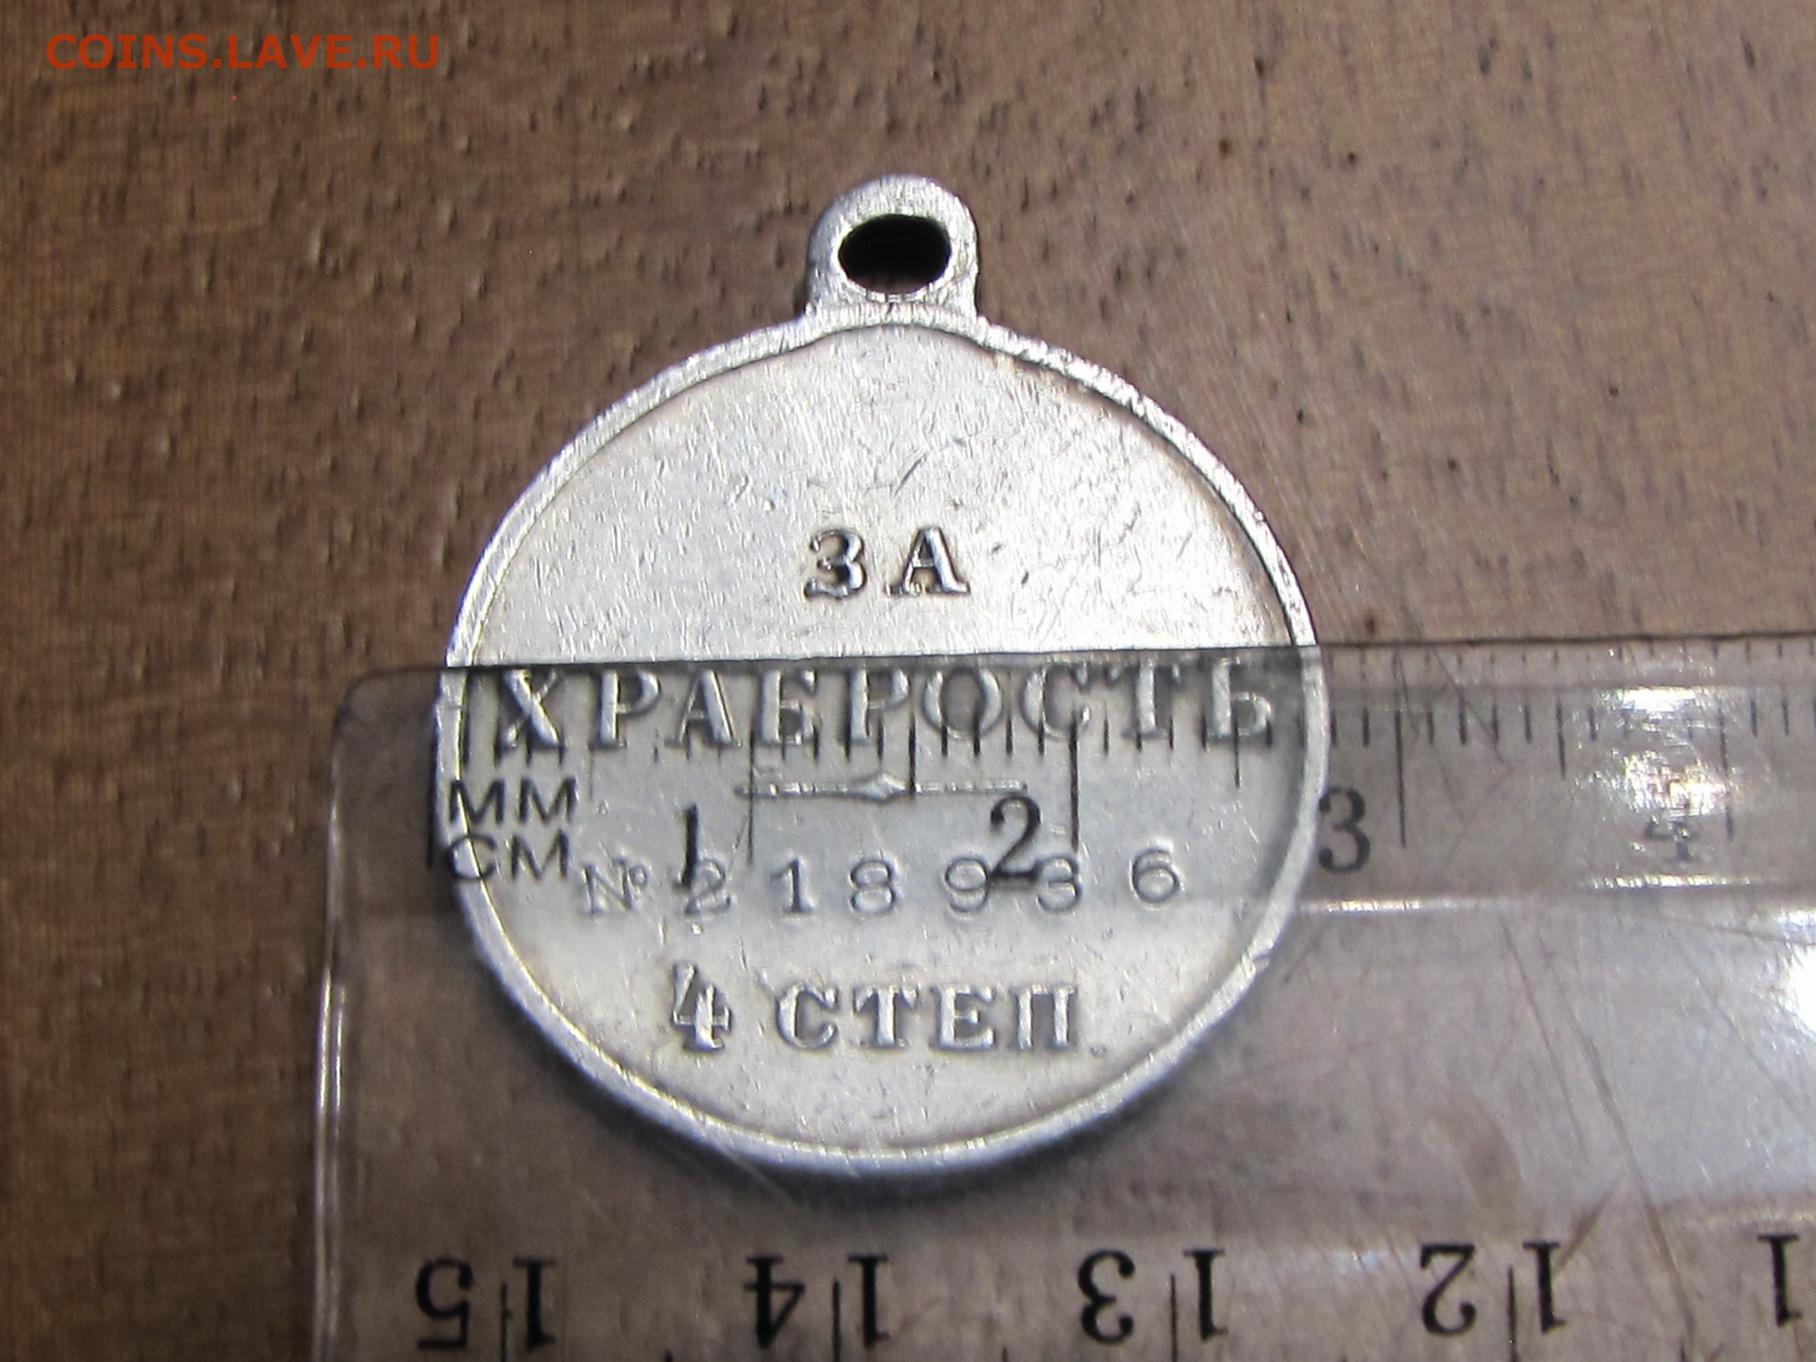 COINS.LAVE.RU
ЗА
ХРАБРОСТЬ
ММ
СМ 1 2 3 4
№ 218936
4 СТЕП.
15 14 13 12 1